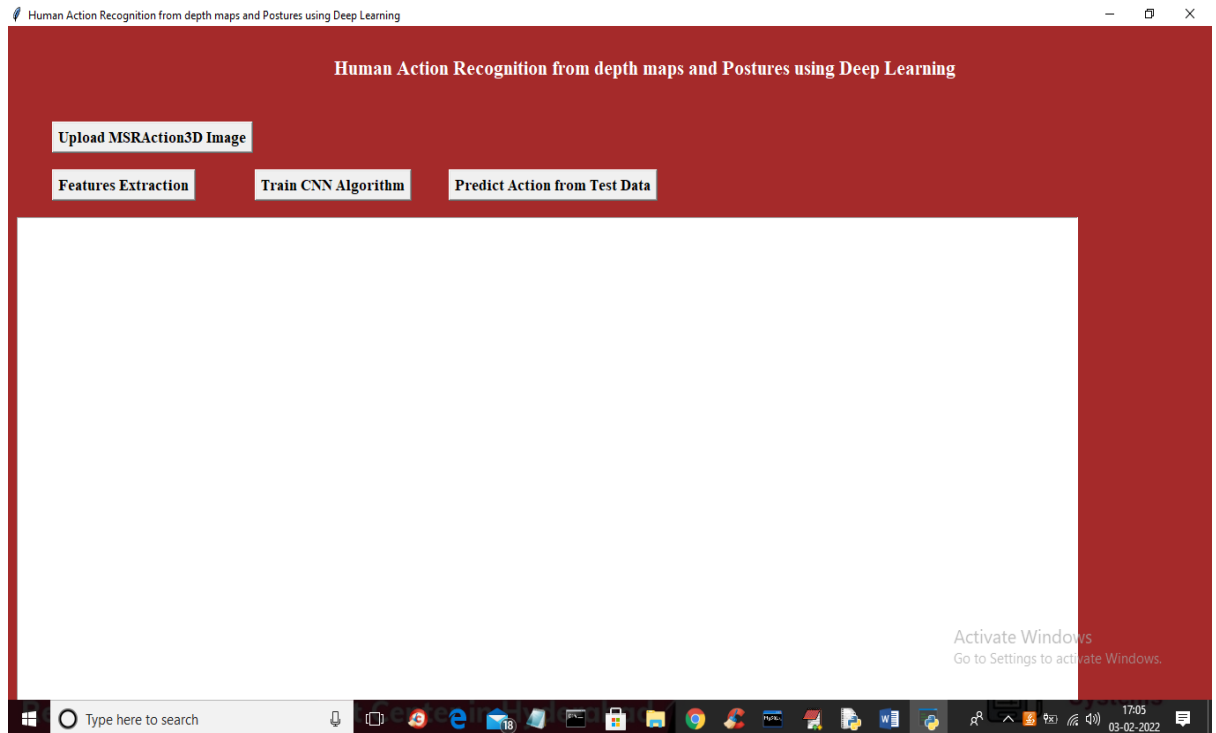 Human Action Recognition from depth maps and Postures using Deep Learning
Human Action Recognition from depth maps and Postures using Deep Learning
Upload MSRAction3D Image
Features Extraction
Train CNN Algorithm
Predict Action from Test Data
Activate Windows
Go to Settings to activate Windows.
Type here to search
18
17:05
03-02-2022